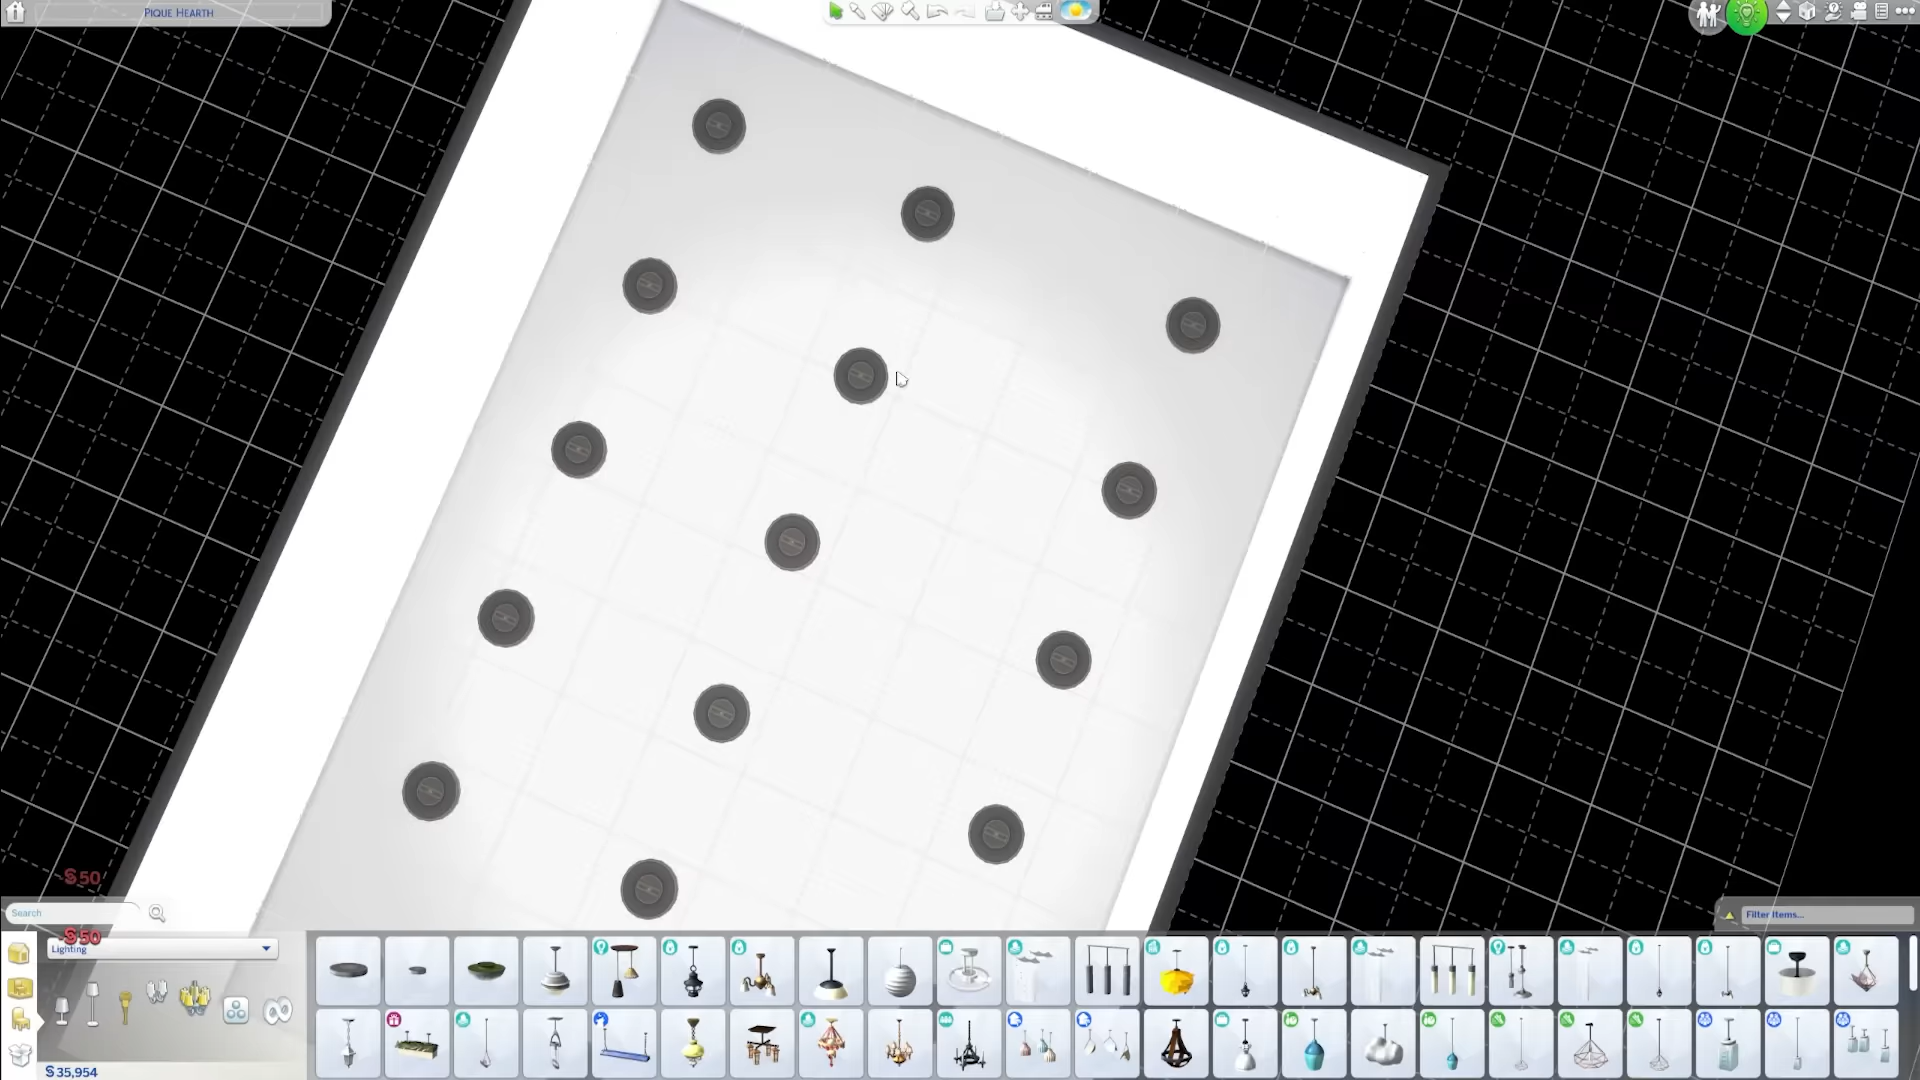 PIQUE HEARTH
§50
Search
Filter Items...
-§50
Lighting
§35,954